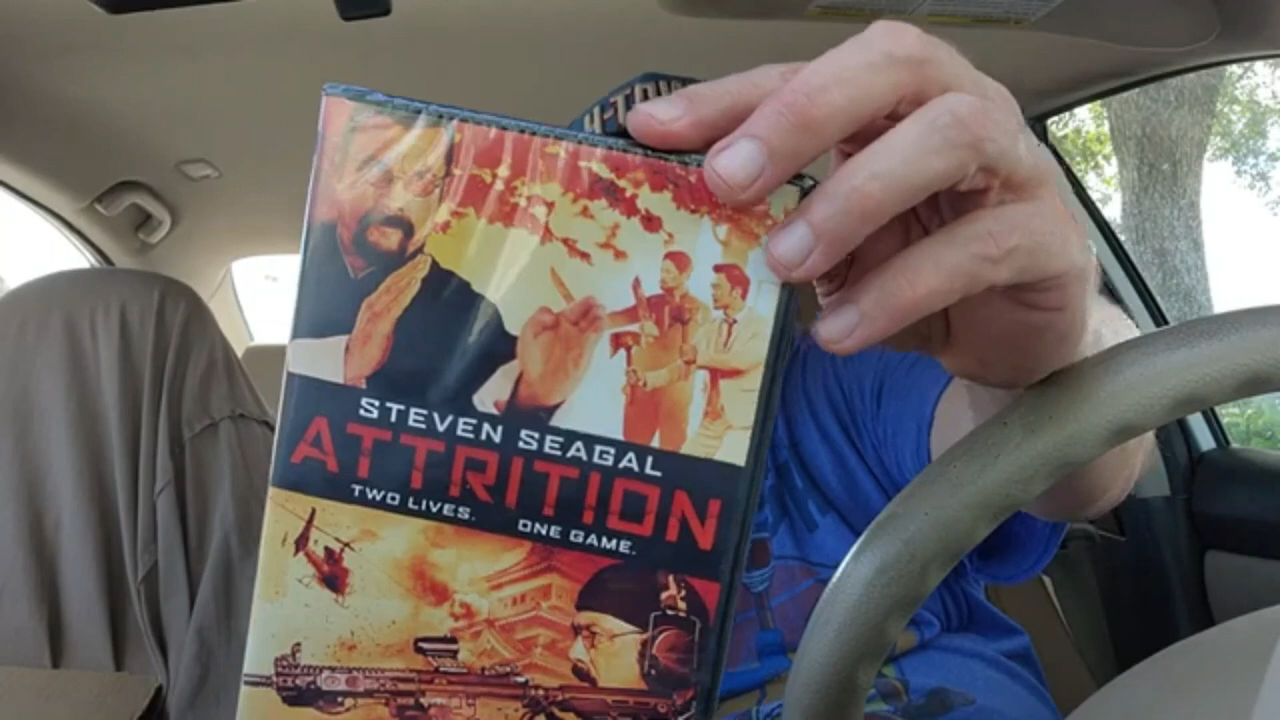 STEVEN SEAGAL
ATTRITION
TWO LIVES. ONE GAME.